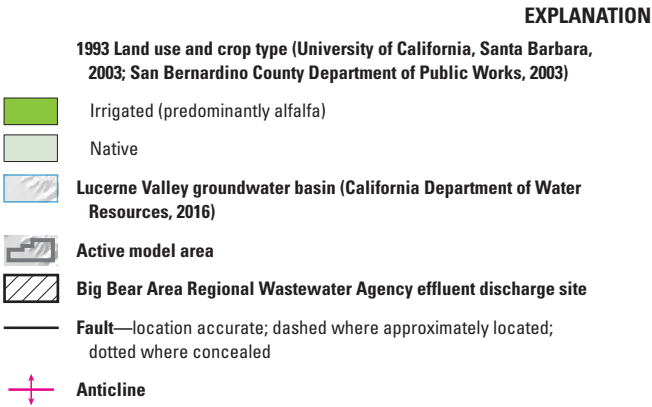 EXPLANATION
1993 Land use and crop type (University of California, Santa Barbara,
2003; San Bernardino County Department of Public Works, 2003)
Irrigated (predominantly alfalfa)
Native
Lucerne Valley groundwater basin (California Department of Water
Resources, 2016)
Active model area
Big Bear Area Regional Wastewater Agency effluent discharge site
Fault—location accurate; dashed where approximately located;
dotted where concealed
Anticline